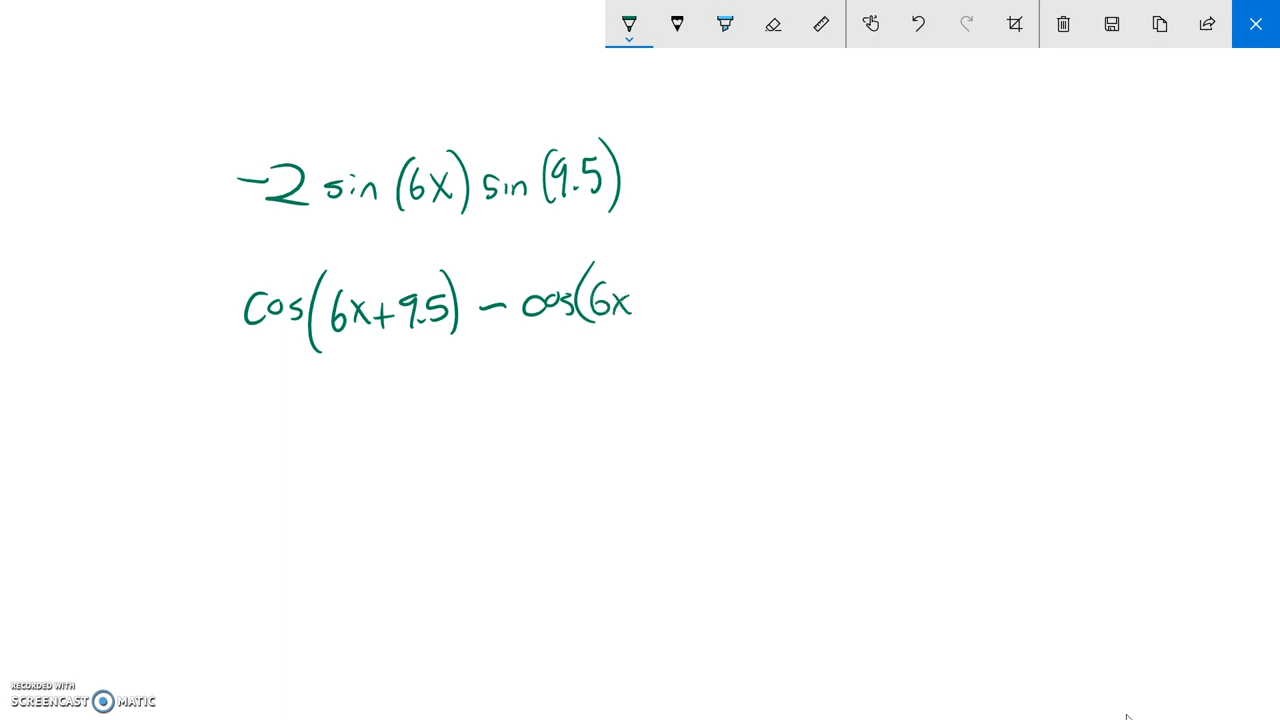 -2 sin (6x) sin (9.5)
cos(6x+9.5) - cos(6x
RECORDED WITH
SCREENCAST MATIC